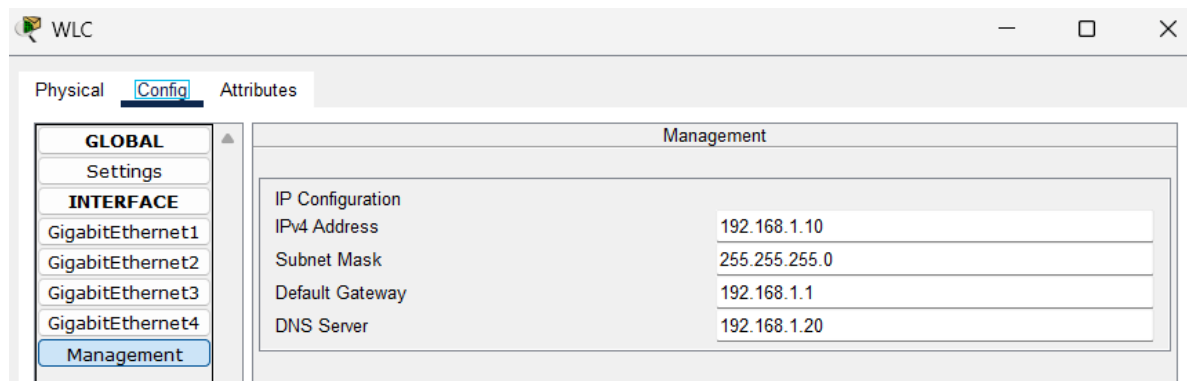 WLC
Physical Config Attributes
GLOBAL
Settings
INTERFACE
GigabitEthernet1
GigabitEthernet2
GigabitEthernet3
GigabitEthernet4
Management
Management
IP Configuration
IPv4 Address 192.168.1.10
Subnet Mask 255.255.255.0
Default Gateway 192.168.1.1
DNS Server 192.168.1.20